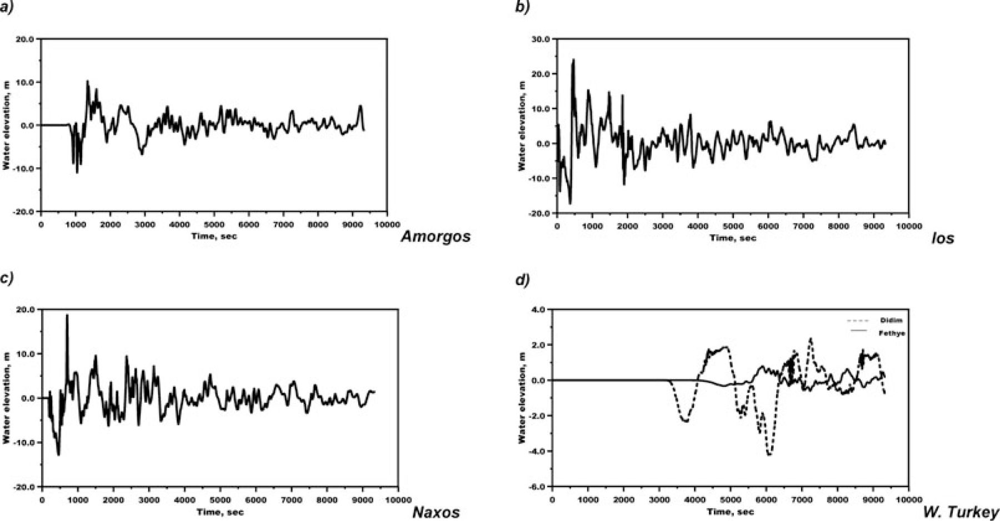 a)
20.0
10.0
0.0
-10.0
-20.0
Water elevation, m
0 1000 2000 3000 4000 5000 6000 7000 8000 9000 10000
Time, sec
Amorgos
b)
30.0
20.0
10.0
0.0
-10.0
-20.0
Water elevation, m
0 1000 2000 3000 4000 5000 6000 7000 8000 9000 10000
Time, sec
Ios
c)
20.0
10.0
0.0
-10.0
-20.0
Water elevation, m
0 1000 2000 3000 4000 5000 6000 7000 8000 9000 10000
Time, sec
Naxos
d)
4.0
2.0
0.0
-2.0
-4.0
-6.0
Water elevation, m
Didim
Fethye
0 1000 2000 3000 4000 5000 6000 7000 8000 9000 10000
Time, sec
W. Turkey